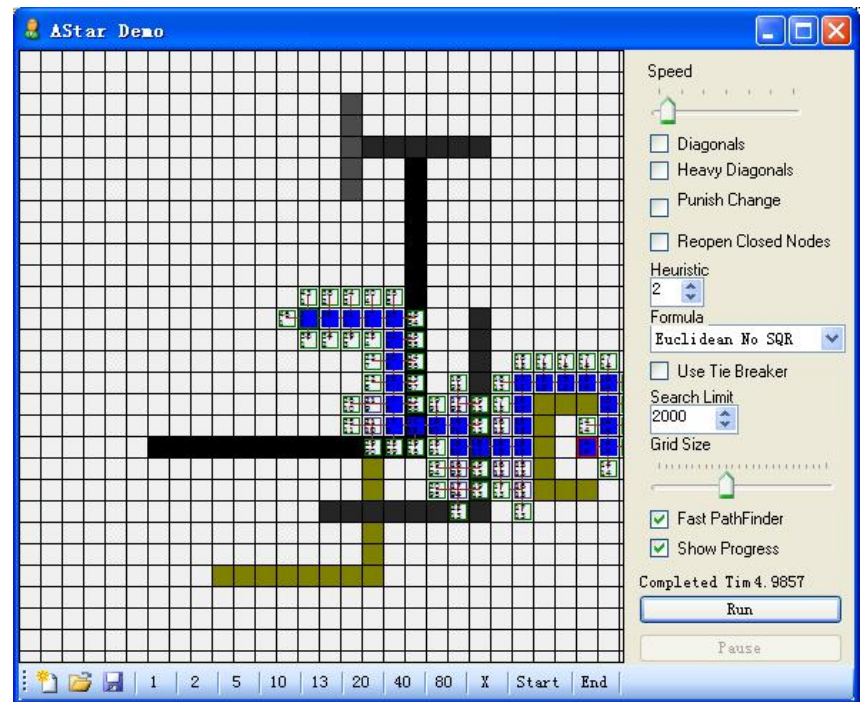 AStar Demo
Speed
Diagonals
Heavy Diagonals
Punish Change
Reopen Closed Nodes
Heuristic
2
Formula
Euclidean No SQR
Use Tie Breaker
Search Limit
2000
Grid Size
Fast PathFinder
Show Progress
Completed Tim4.9857
Run
Pause
1 2 5 10 13 20 40 80 X Start End